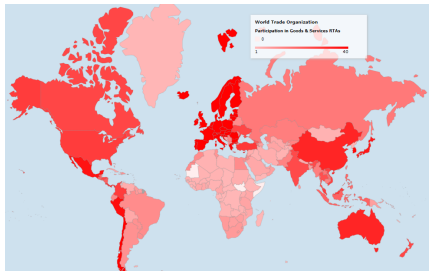 World Trade Organization
Participation in Goods & Services RTAs
0
1 40